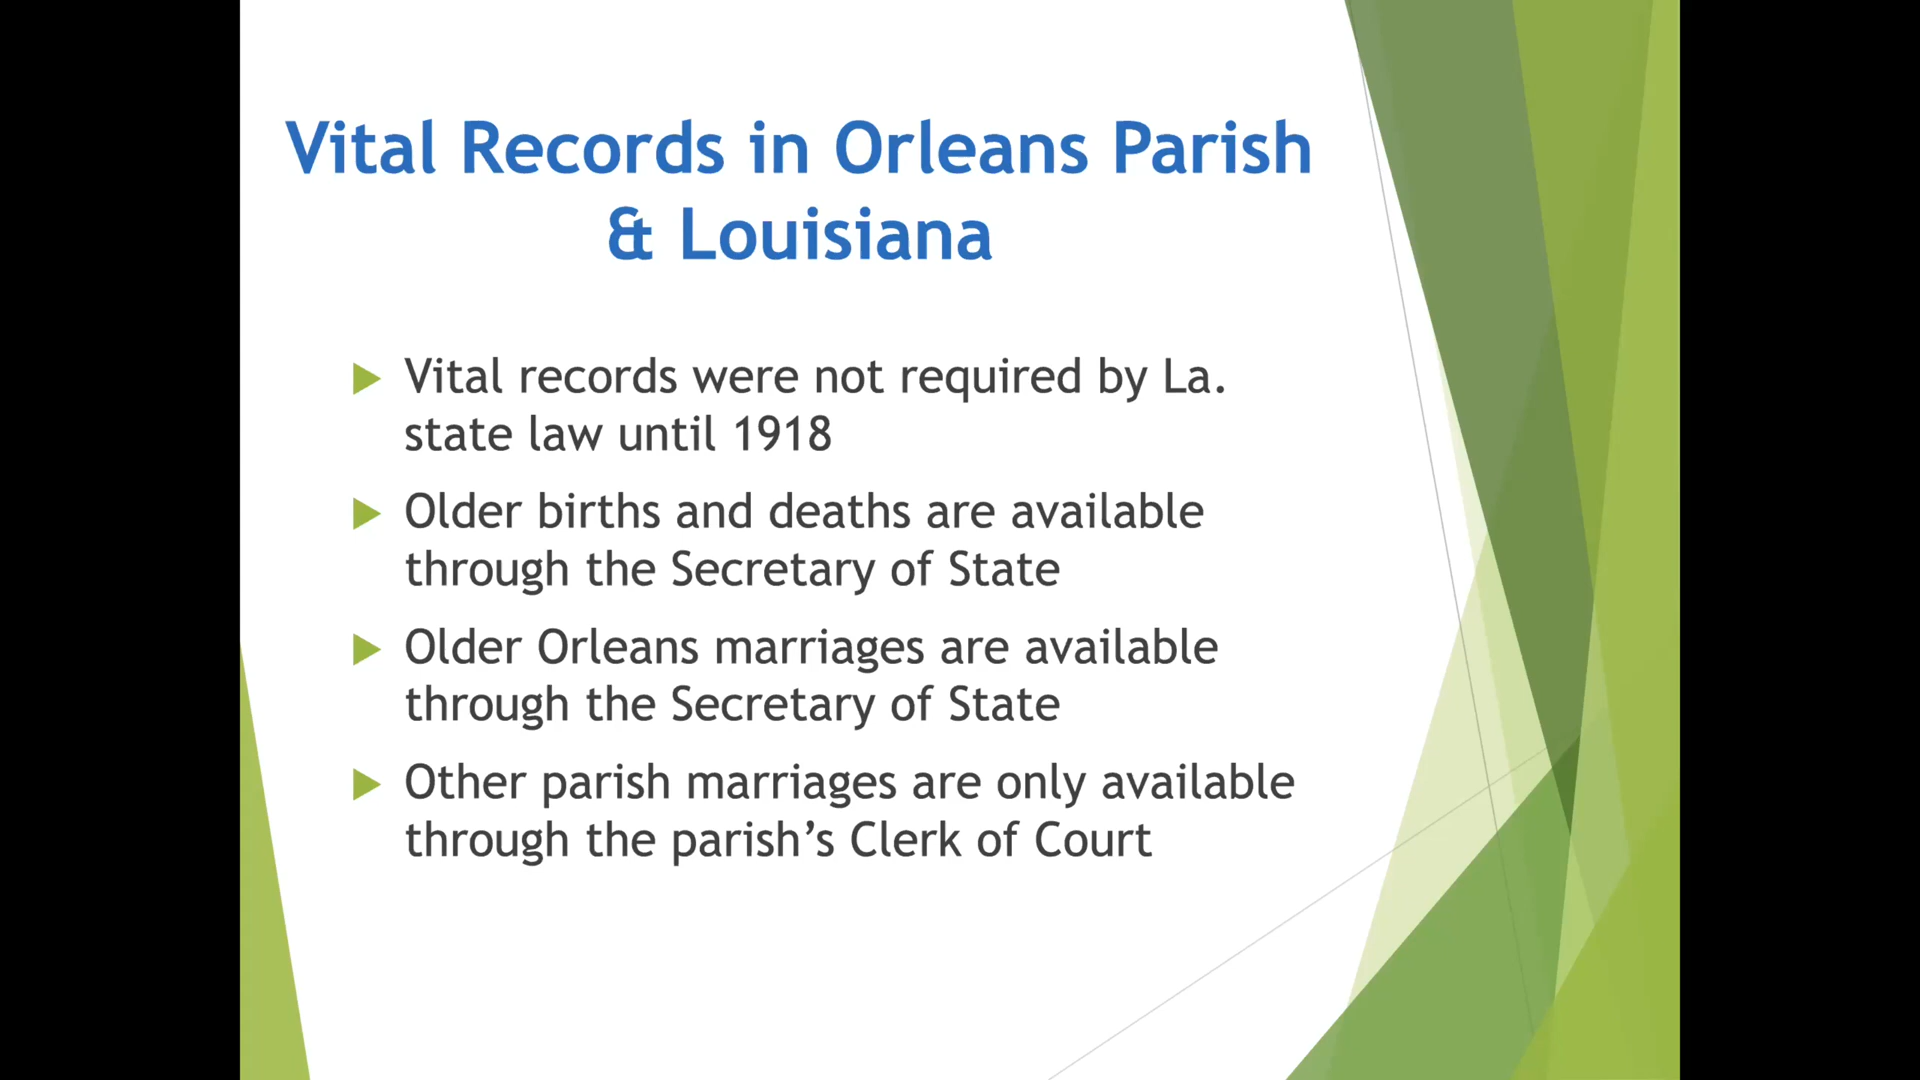 Vital Records in Orleans Parish
& Louisiana
Vital records were not required by La.
state law until 1918
Older births and deaths are available
through the Secretary of State
Older Orleans marriages are available
through the Secretary of State
Other parish marriages are only available
through the parish’s Clerk of Court